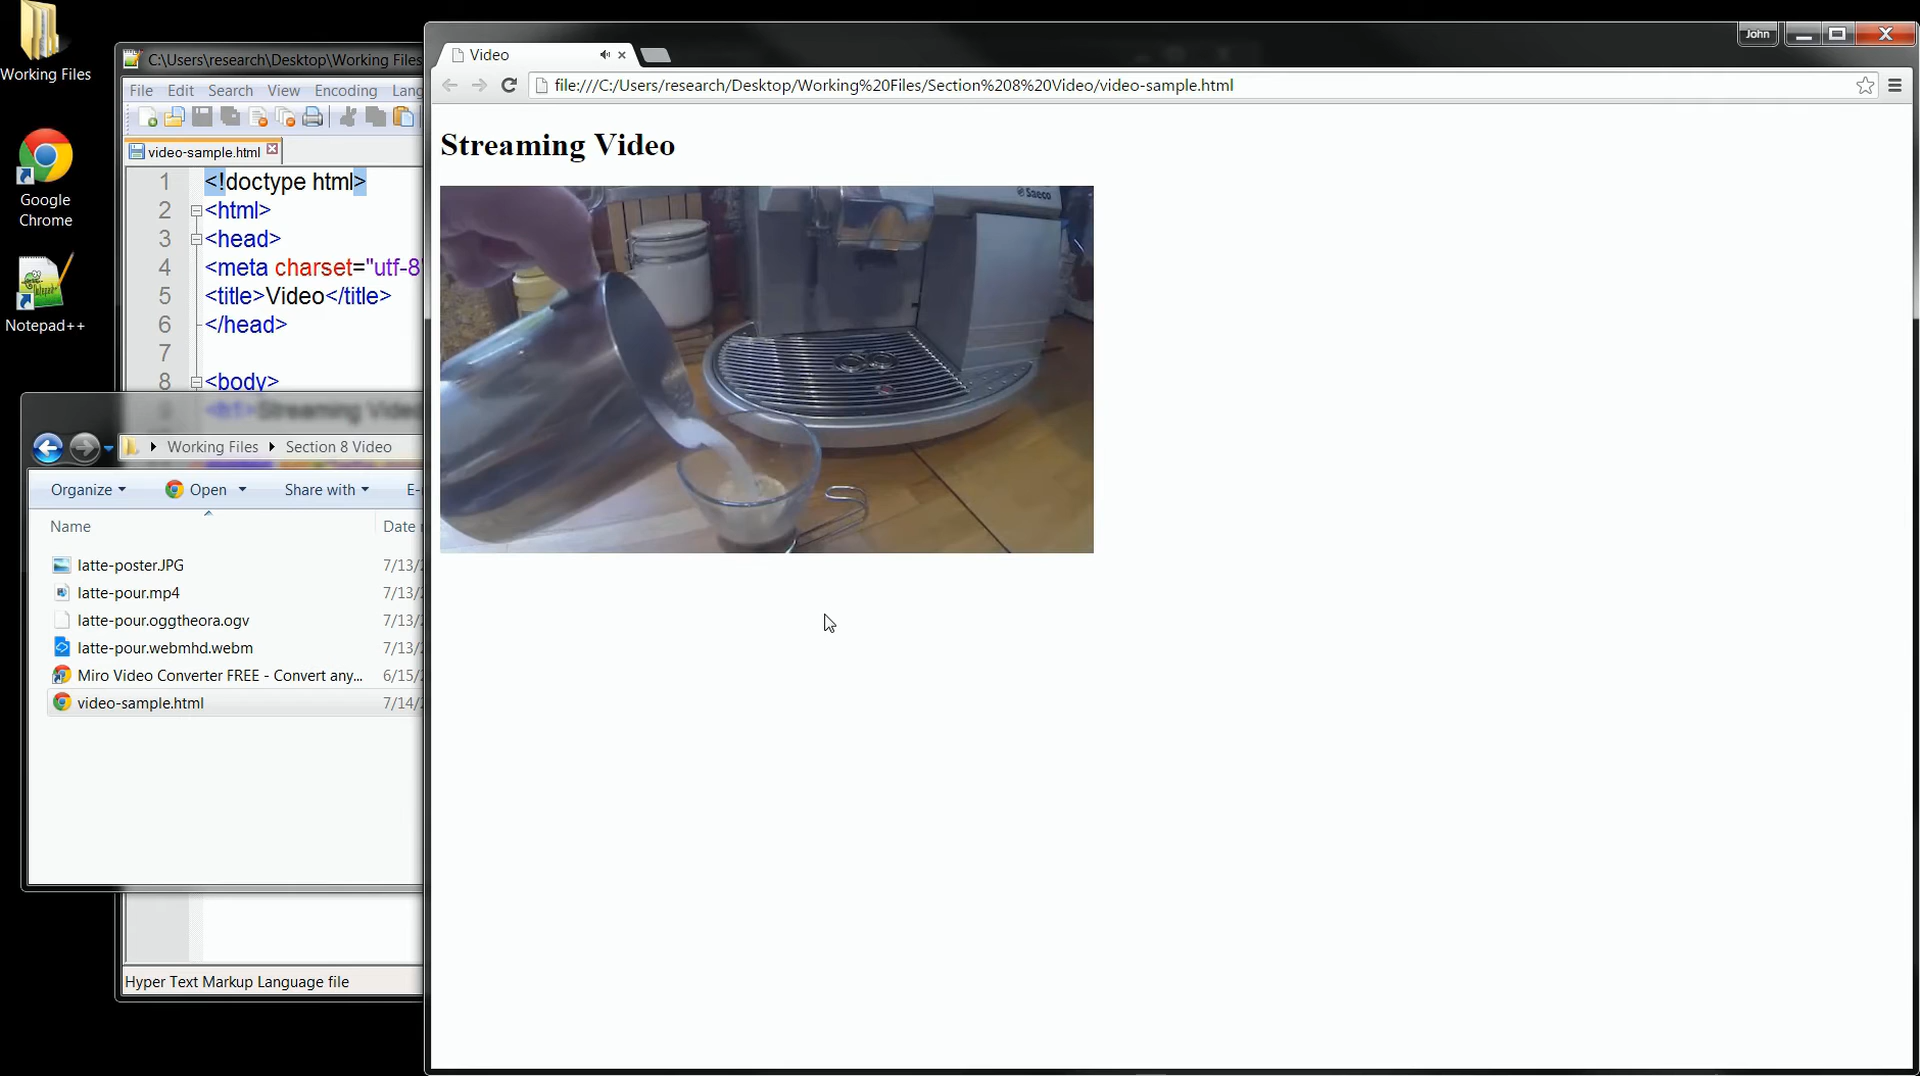 Working Files
Google
Chrome
Notepad++
C:\Users\research\Desktop\Working Files
File Edit Search View Encoding Lang
video-sample.html
1 <!doctype html>
2 <html>
3 <head>
4 <meta charset="utf-8"
5 <title>Video</title>
6 </head>
7
8 <body>
<h1>Streaming Video
Working Files Section 8 Video
Organize Open Share with E-
Name Date
latte-poster.JPG 7/13/
latte-pour.mp4 7/13/
latte-pour.oggtheora.ogv 7/13/
latte-pour.webmhd.webm 7/13/
Miro Video Converter FREE - Convert any... 6/15/
video-sample.html 7/14/
Hyper Text Markup Language file
Video
John
file:///C:/Users/research/Desktop/Working%20Files/Section%208%20Video/video-sample.html
Streaming Video
Saeco